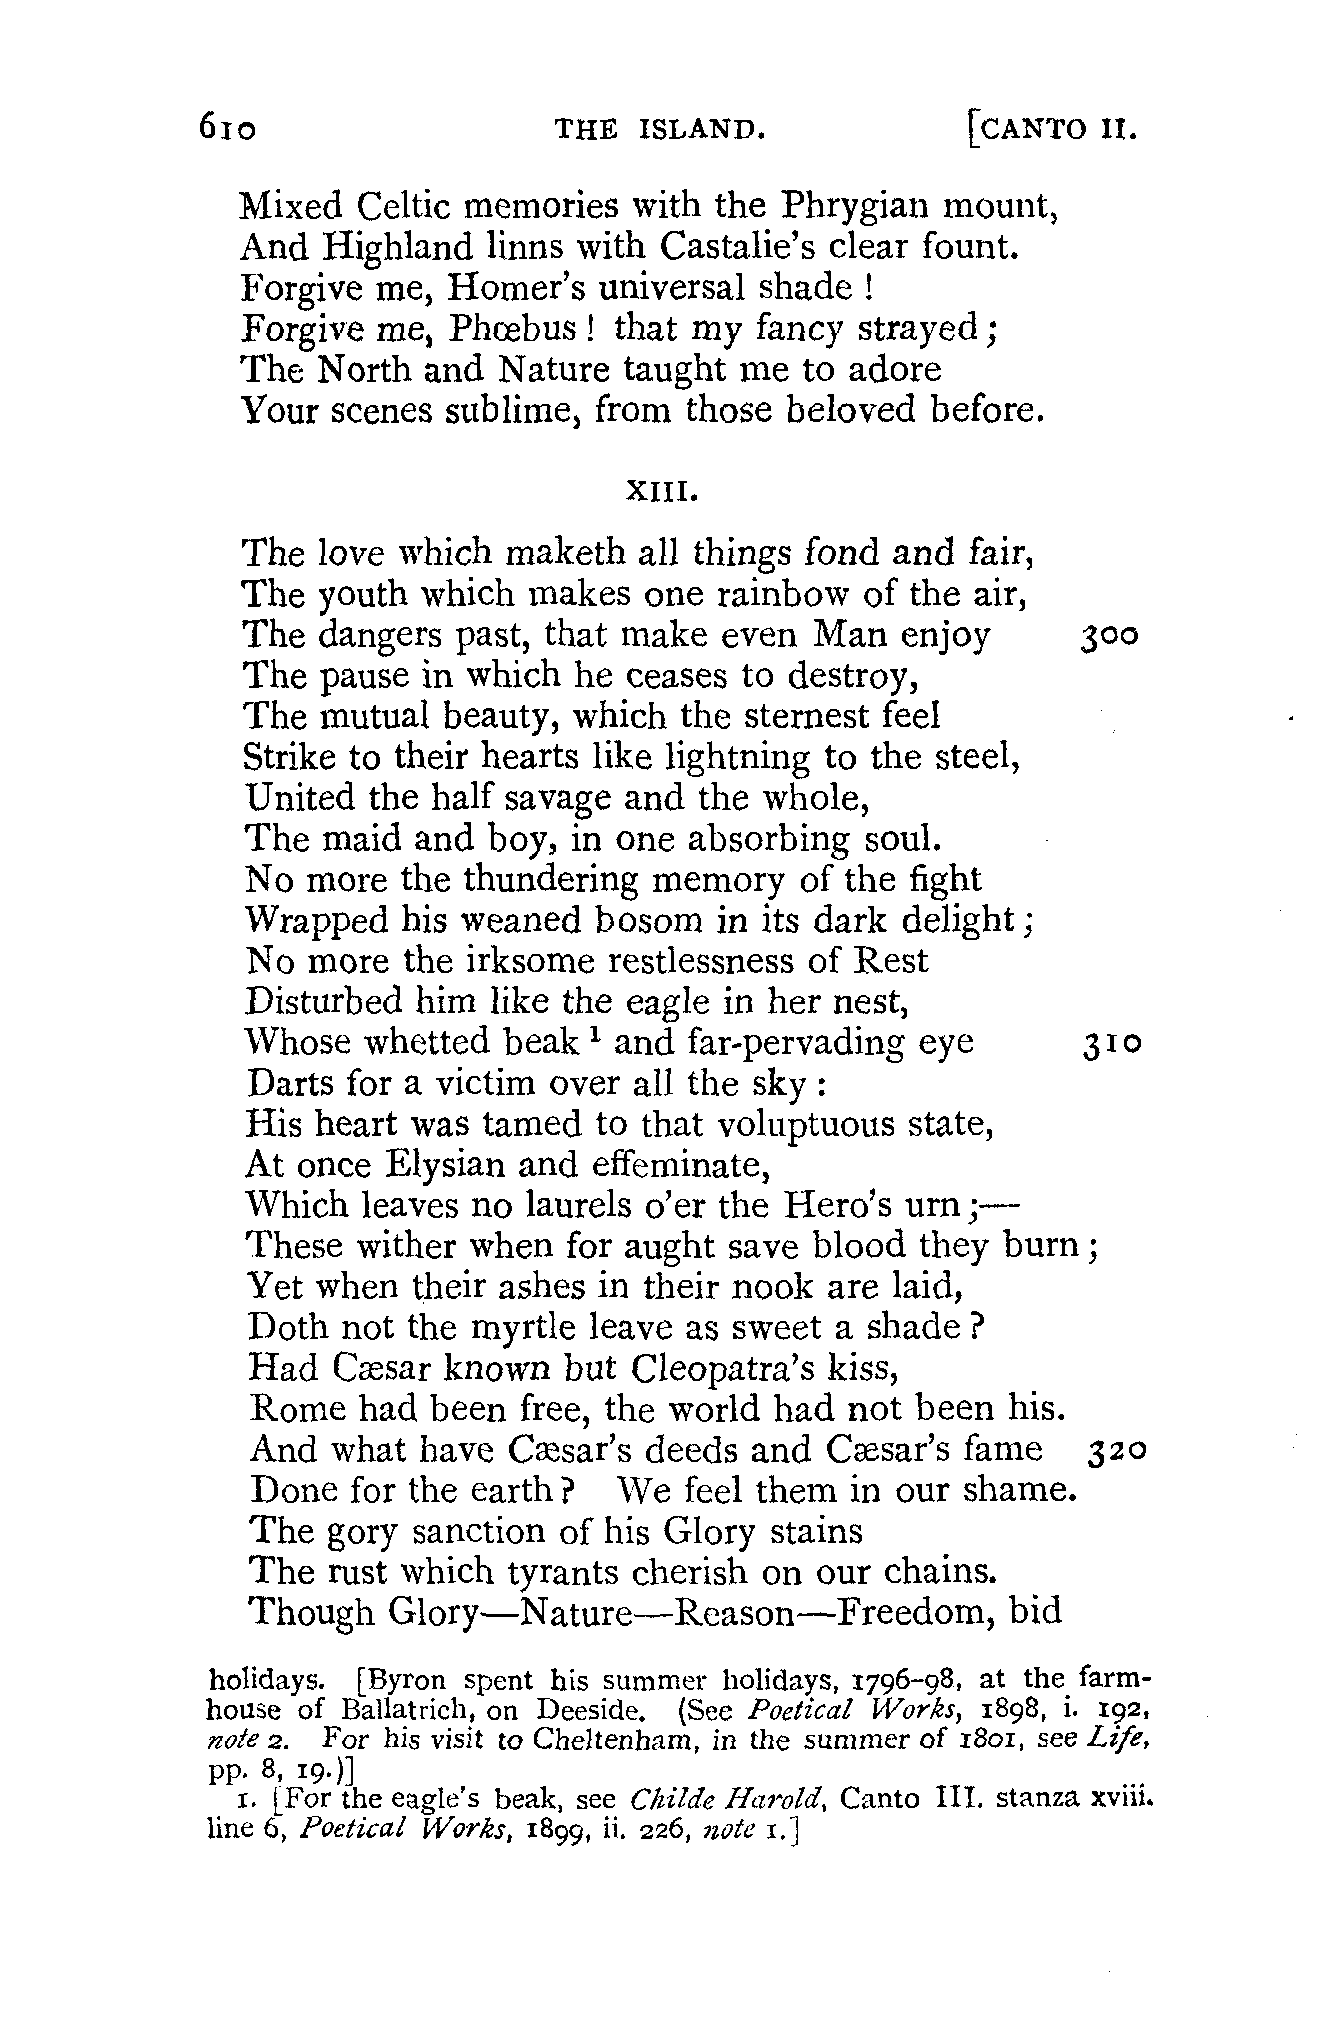 610 THE ISLAND. [CANTO II.
Mixed Celtic memories with the Phrygian mount,
And Highland linns with Castalie's clear fount.
Forgive me, Homer's universal shade !
Forgive me, Phœbus ! that my fancy strayed ;
The North and Nature taught me to adore
Your scenes sublime, from those beloved before.
XIII.
The love which maketh all things fond and fair,
The youth which makes one rainbow of the air,
The dangers past, that make even Man enjoy 300
The pause in which he ceases to destroy,
The mutual beauty, which the sternest feel
Strike to their hearts like lightning to the steel,
United the half savage and the whole,
The maid and boy, in one absorbing soul.
No more the thundering memory of the fight
Wrapped his weaned bosom in its dark delight ;
No more the irksome restlessness of Rest
Disturbed him like the eagle in her nest,
Whose whetted beak ¹ and far-pervading eye 310
Darts for a victim over all the sky :
His heart was tamed to that voluptuous state,
At once Elysian and effeminate,
Which leaves no laurels o'er the Hero's urn ;—
These wither when for aught save blood they burn ;
Yet when their ashes in their nook are laid,
Doth not the myrtle leave as sweet a shade ?
Had Cæsar known but Cleopatra's kiss,
Rome had been free, the world had not been his.
And what have Cæsar's deeds and Cæsar's fame 320
Done for the earth ? We feel them in our shame.
The gory sanction of his Glory stains
The rust which tyrants cherish on our chains.
Though Glory—Nature—Reason—Freedom, bid
holidays. [Byron spent his summer holidays, 1796-98, at the farm-
house of Ballatrich, on Deeside. (See Poetical Works, 1898, i. 192,
note 2. For his visit to Cheltenham, in the summer of 1801, see Life,
pp. 8, 19.)]
1. [For the eagle's beak, see Childe Harold, Canto III. stanza xviii.
line 6, Poetical Works, 1899, ii. 226, note 1.]